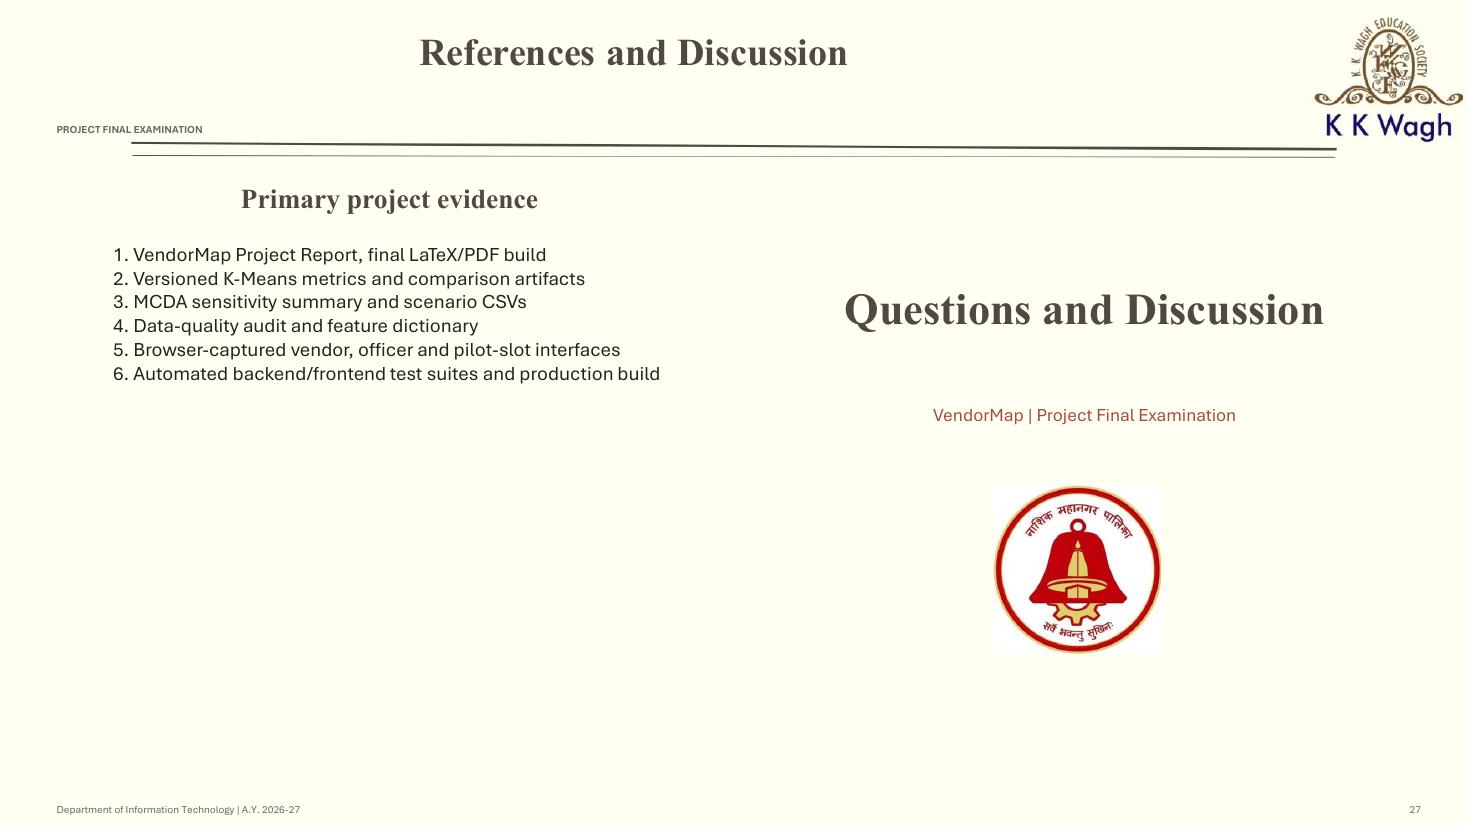 References and Discussion
K. K. WAGH EDUCATION SOCIETY
K K Wagh
PROJECT FINAL EXAMINATION
Primary project evidence
1. VendorMap Project Report, final LaTeX/PDF build
2. Versioned K-Means metrics and comparison artifacts
3. MCDA sensitivity summary and scenario CSVs
4. Data-quality audit and feature dictionary
5. Browser-captured vendor, officer and pilot-slot interfaces
6. Automated backend/frontend test suites and production build
Questions and Discussion
VendorMap | Project Final Examination
नाशिक महानगर पालिका
सर्वे भवन्तु सुखिनः
Department of Information Technology | A.Y. 2026-27
27